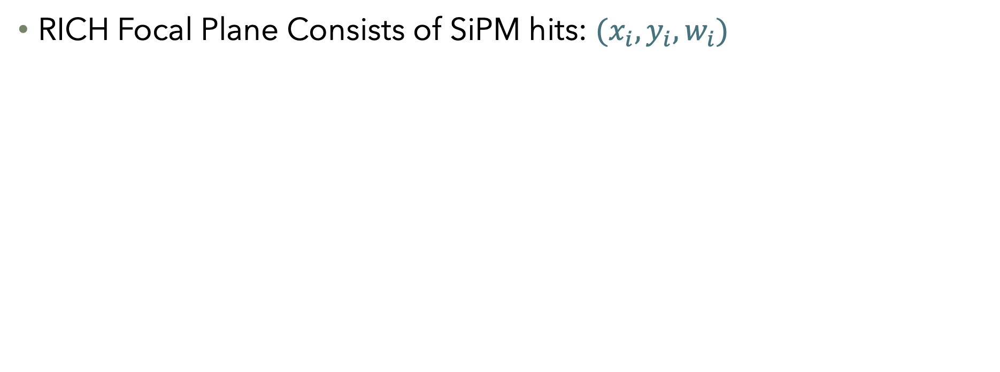 • RICH Focal Plane Consists of SiPM hits: (xᵢ, yᵢ, wᵢ)